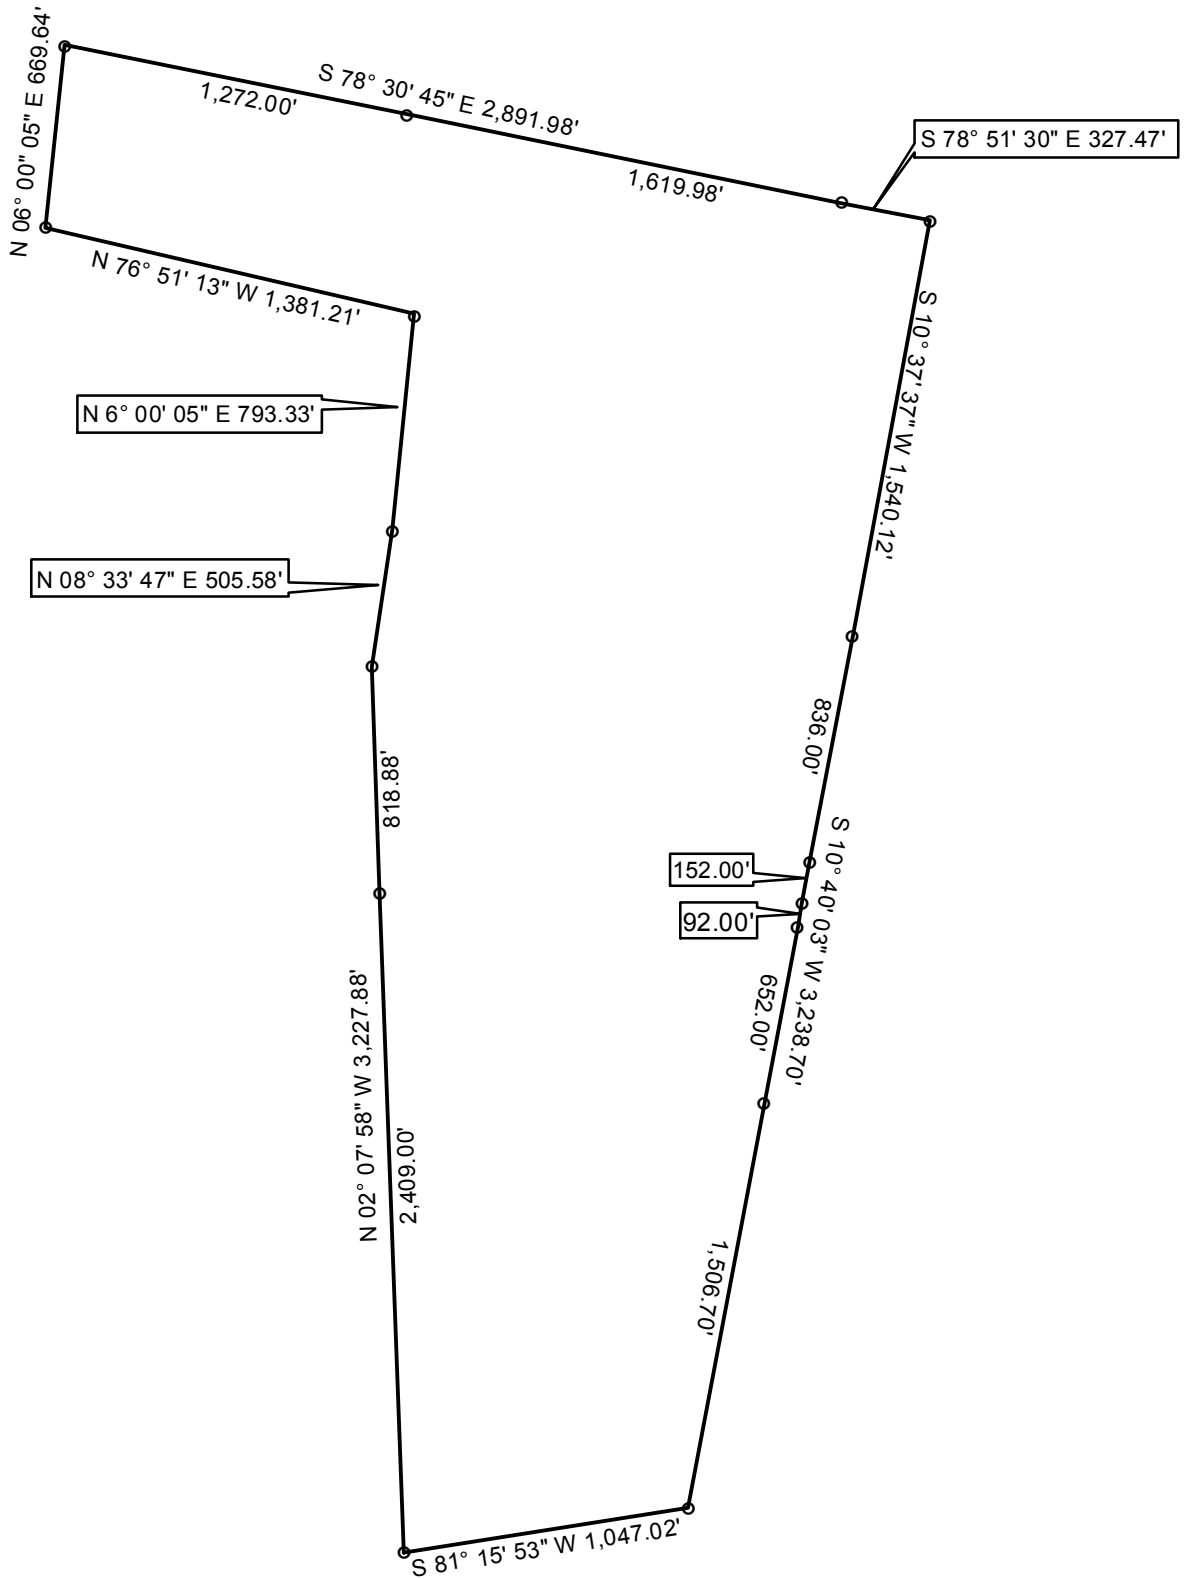 N 06° 00" 05" E 669.64'
S 78° 30' 45" E 2,891.98'
1,272.00'
S 78° 51' 30" E 327.47'
1,619.98'
N 76° 51' 13" W 1,381.21'
S 10° 37' 37" W 1,540.12'
N 6° 00' 05" E 793.33'
N 08° 33' 47" E 505.58'
836.00'
818.88'
152.00'
S 10° 40' 03" W 3,238.70'
92.00'
652.00'
N 02° 07' 58" W 3,227.88'
2,409.00'
1,506.70'
S 81° 15' 53" W 1,047.02'